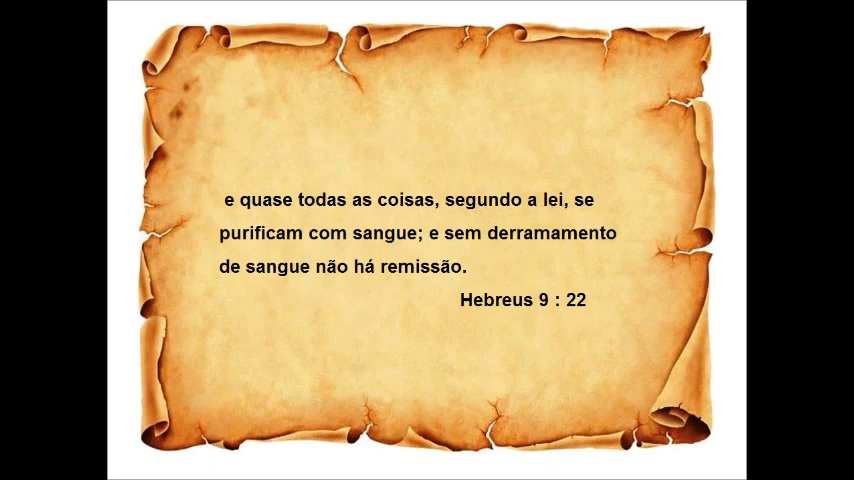 e quase todas as coisas, segundo a lei, se
purificam com sangue; e sem derramamento
de sangue não há remissão.
Hebreus 9 : 22